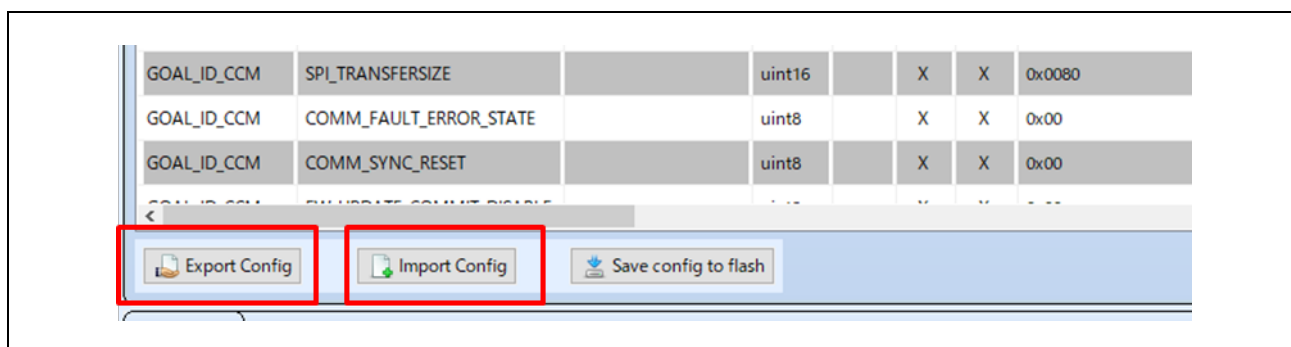 GOAL_ID_CCM SPI_TRANSFERSIZE uint16 X X 0x0080
GOAL_ID_CCM COMM_FAULT_ERROR_STATE uint8 X X 0x00
GOAL_ID_CCM COMM_SYNC_RESET uint8 X X 0x00
Export Config Import Config Save config to flash